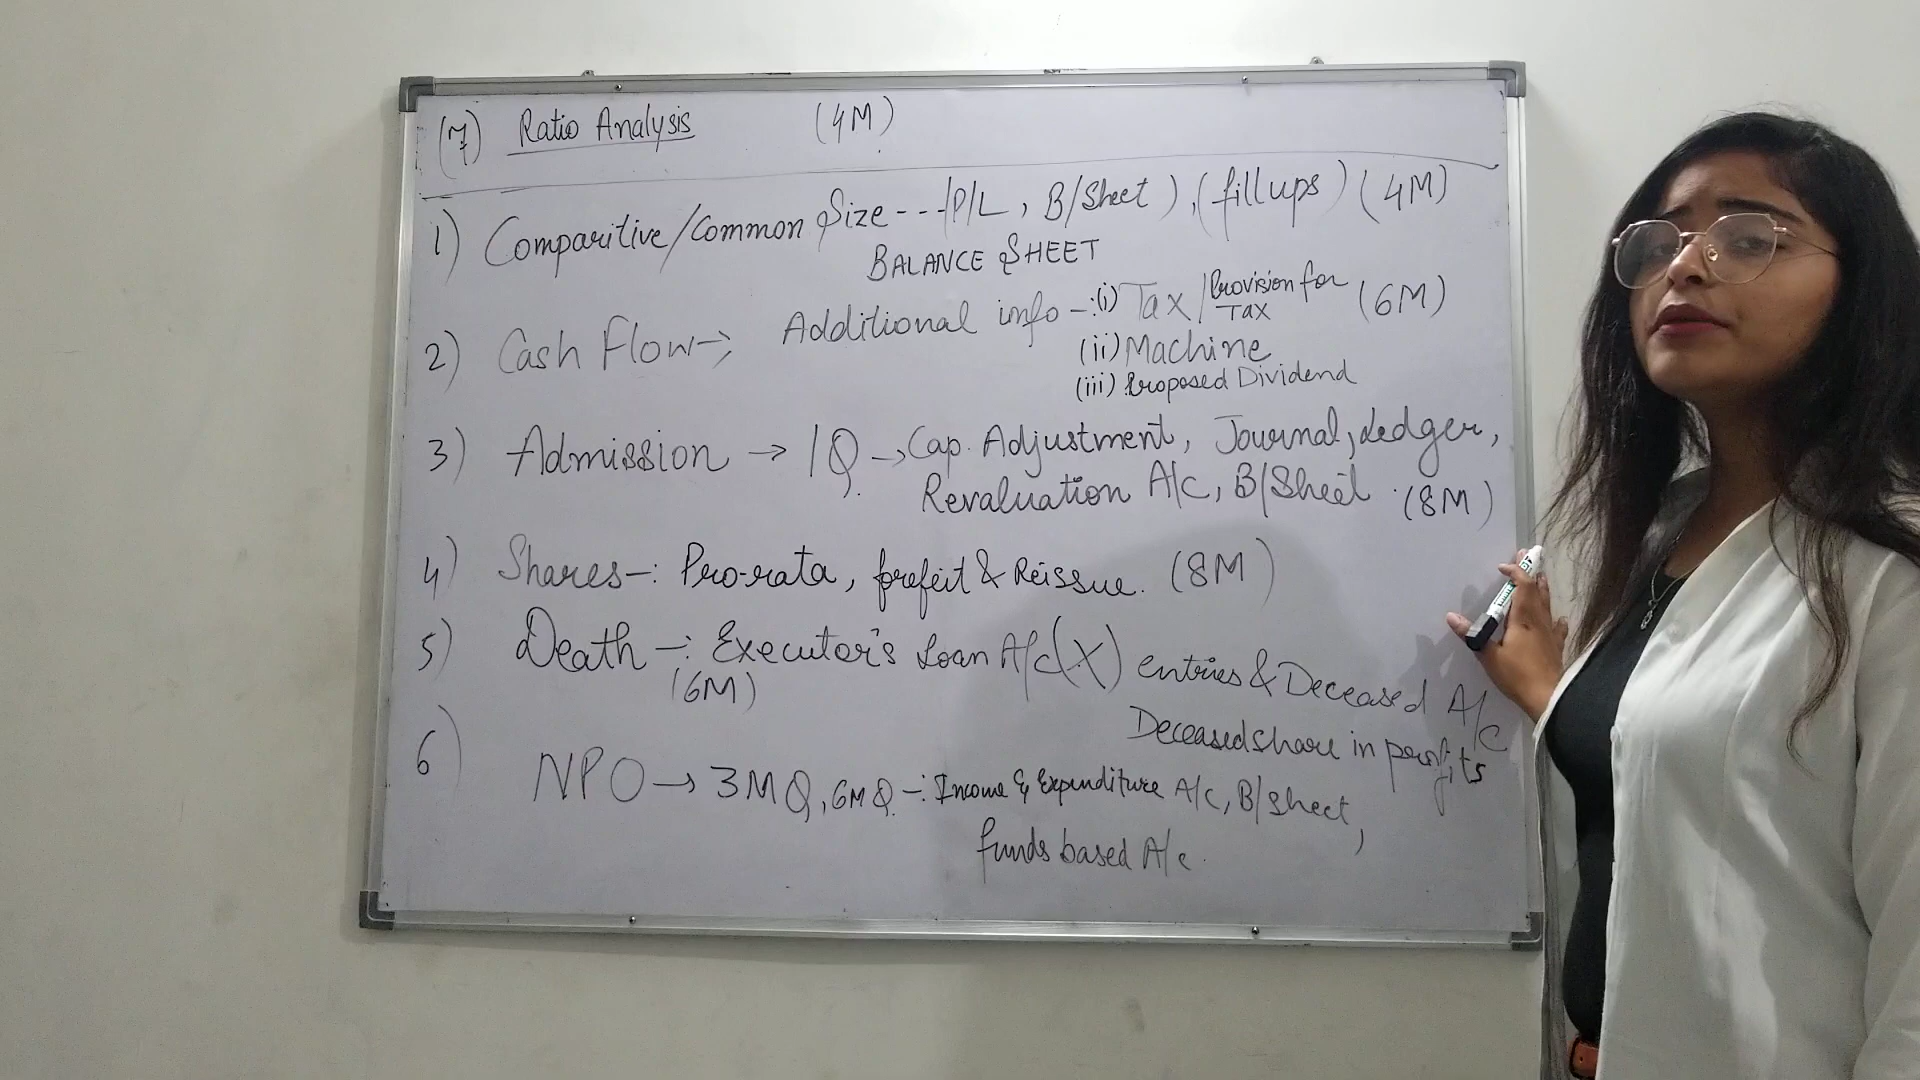 (7) Ratio Analysis (4M)
1) Comparitive/Common Size---(P/L, B/Sheet), (fillups) (4M)
BALANCE SHEET
2) Cash Flow→; Additional info -:(i) Tax/Provision for Tax (6M)
(ii) Machine
(iii) Proposed Dividend
3) Admission → 1Q. → Cap. Adjustment, Journal, Ledger,
Revaluation A/c, B/Sheet. (8M)
4) Shares-: Pro-rata, forefeit & Reissue. (8M)
5) Death -: Executor's Loan A/c(X) entries & Deceased A/c
(6M) Deceased share in profits
6) NPO → 3M Q, 6M Q. -: Income & Expenditure A/c, B/Sheet,
funds based A/c.